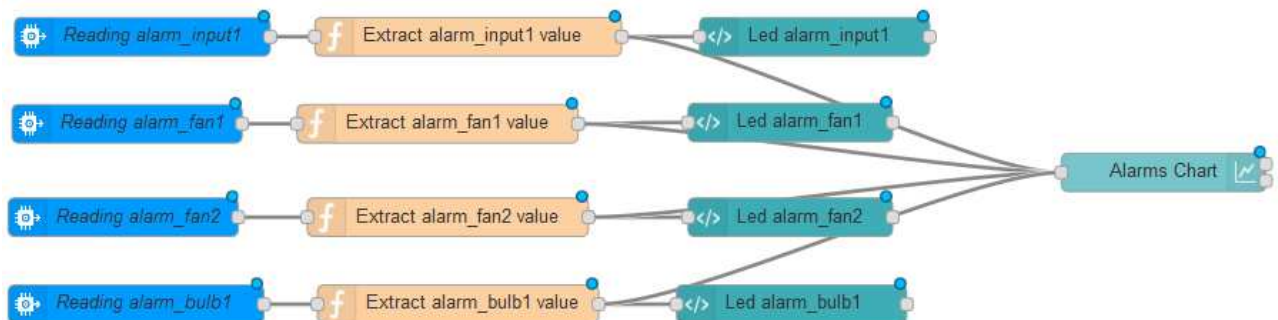 Reading alarm_input1
Extract alarm_input1 value
Led alarm_input1
Reading alarm_fan1
Extract alarm_fan1 value
Led alarm_fan1
Alarms Chart
Reading alarm_fan2
Extract alarm_fan2 value
Led alarm_fan2
Reading alarm_bulb1
Extract alarm_bulb1 value
Led alarm_bulb1